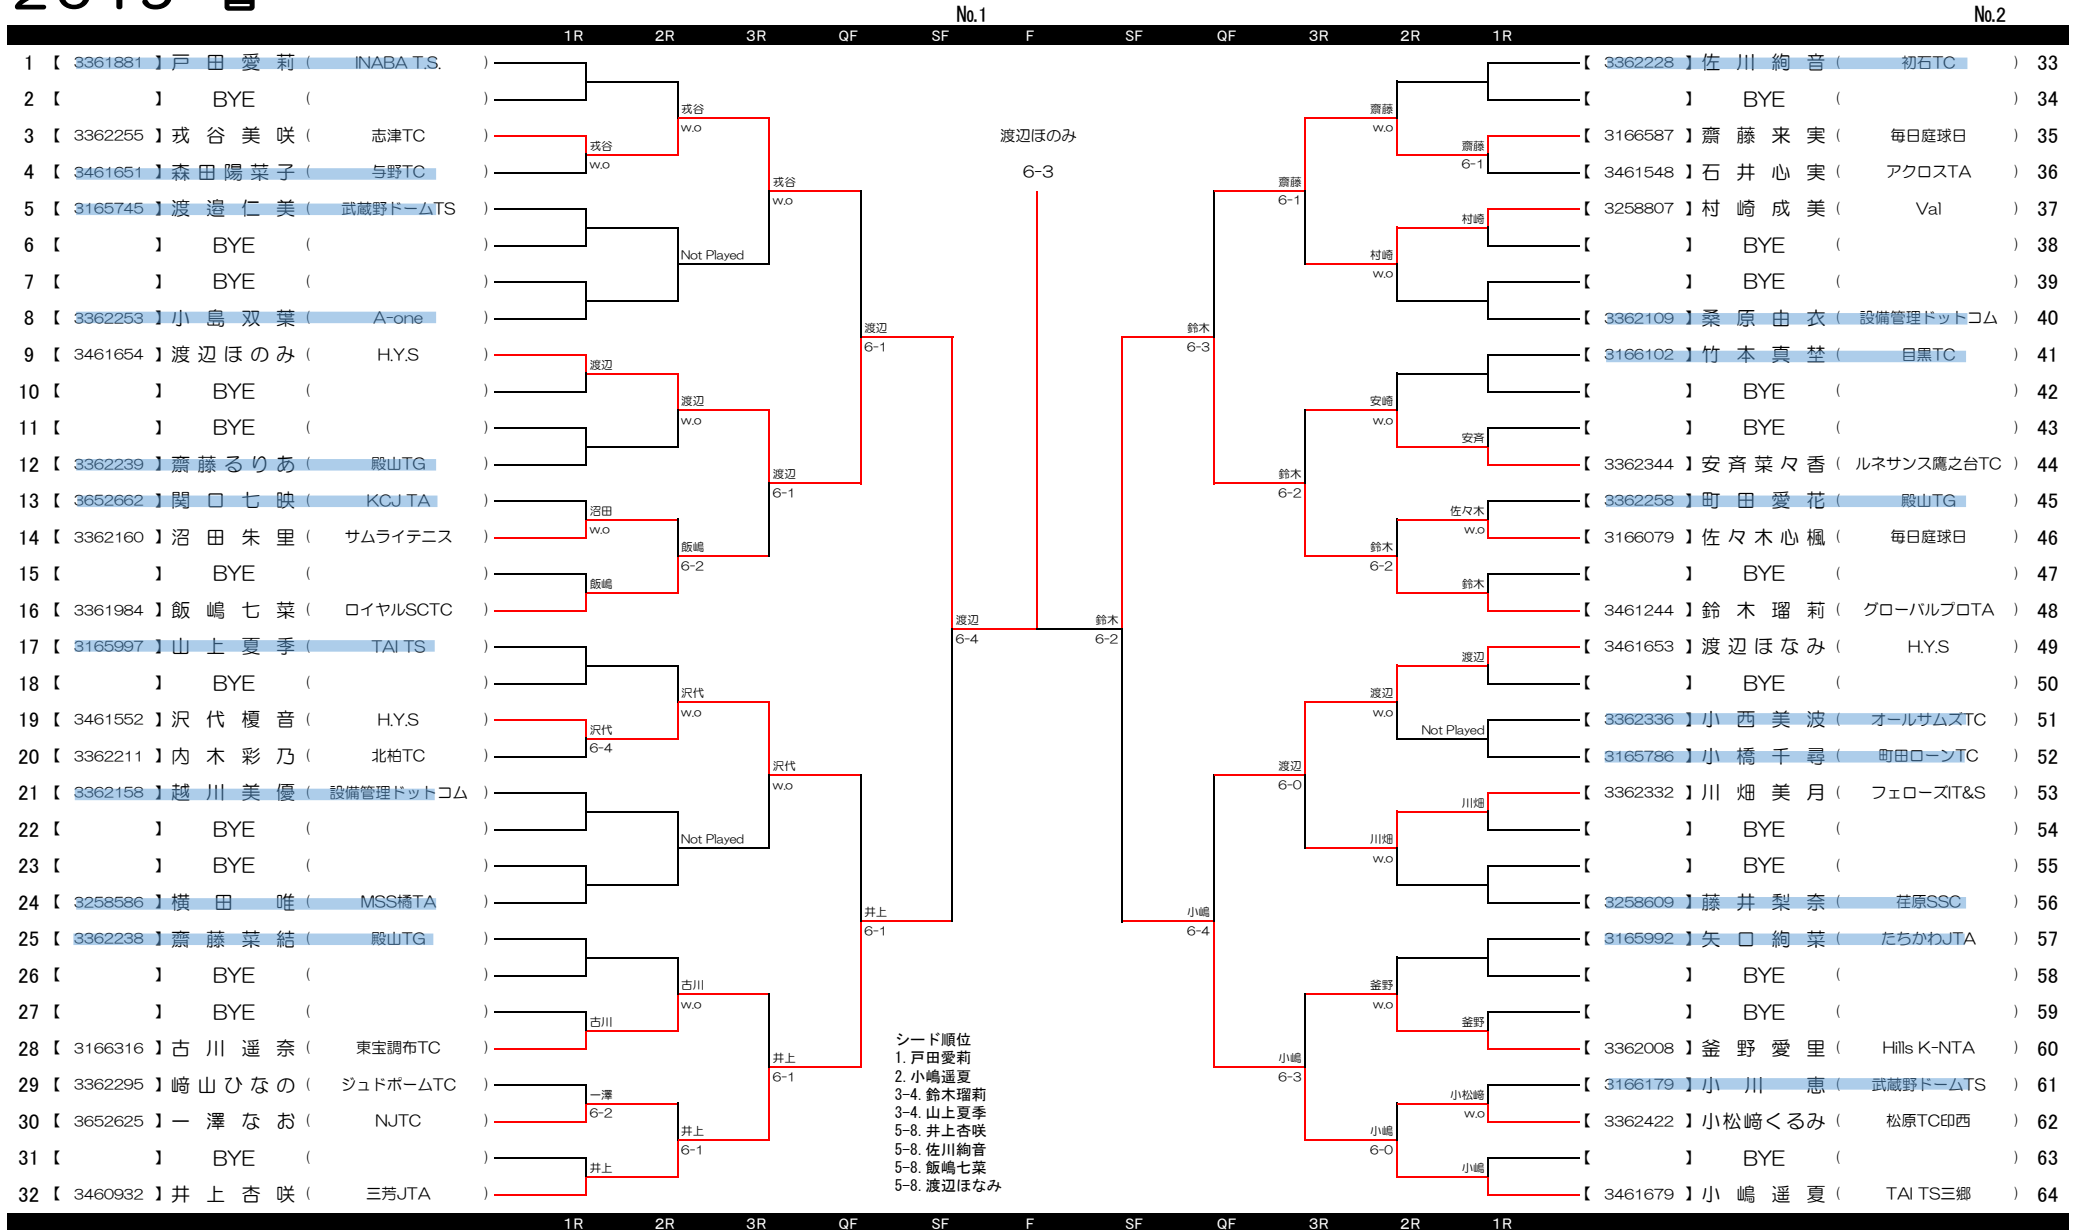 No.1
No.2
1R 2R 3R QF SF F SF QF 3R 2R 1R
1 【 3361881 】 戸田愛莉 ( INABA T.S. )
2 【 】 BYE ( )
3 【 3362255 】 戎谷美咲 ( 志津TC )
4 【 3461651 】 森田陽菜子 ( 与野TC )
5 【 3165745 】 渡邉仁美 ( 武蔵野ドームTS )
6 【 】 BYE ( )
7 【 】 BYE ( )
8 【 3362253 】 小島双葉 ( A-one )
9 【 3461654 】 渡辺ほのみ ( H.Y.S )
10 【 】 BYE ( )
11 【 】 BYE ( )
12 【 3362239 】 齋藤るりあ ( 殿山TG )
13 【 3652662 】 関口七映 ( KCJ TA )
14 【 3362160 】 沼田朱里 ( サムライテニス )
15 【 】 BYE ( )
16 【 3361984 】 飯嶋七菜 ( ロイヤルSCTC )
17 【 3165997 】 山上夏季 ( TAI TS )
18 【 】 BYE ( )
19 【 3461552 】 沢代榎音 ( H.Y.S )
20 【 3362211 】 内木彩乃 ( 北柏TC )
21 【 3362158 】 越川美優 ( 設備管理ドットコム )
22 【 】 BYE ( )
23 【 】 BYE ( )
24 【 3258586 】 横田唯 ( MSS橘TA )
25 【 3362238 】 齋藤菜結 ( 殿山TG )
26 【 】 BYE ( )
27 【 】 BYE ( )
28 【 3166316 】 古川遥奈 ( 東宝調布TC )
29 【 3362295 】 﨑山ひなの ( ジュドポームTC )
30 【 3652625 】 一澤なお ( NJTC )
31 【 】 BYE ( )
32 【 3460932 】 井上杏咲 ( 三芳JTA )
戎谷
w.o
沼田
w.o
渡辺
飯嶋
沢代
6-4
古川
一澤
6-2
井上
戎谷
w.o
Not Played
渡辺
w.o
飯嶋
6-2
沢代
w.o
Not Played
古川
w.o
井上
6-1
戎谷
w.o
渡辺
6-1
沢代
w.o
井上
6-1
渡辺
6-1
井上
6-1
渡辺
6-4
渡辺ほのみ
6-3
鈴木
6-2
鈴木
6-3
小嶋
6-4
齋藤
6-1
鈴木
6-2
渡辺
6-0
小嶋
6-3
齋藤
w.o
村崎
w.o
安崎
w.o
鈴木
6-2
渡辺
w.o
川畑
w.o
釜野
w.o
小嶋
6-0
齋藤
6-1
村崎
安斉
佐々木
w.o
鈴木
渡辺
Not Played
川畑
釜野
小松﨑
w.o
小嶋
【 3362228 】 佐川絢音 ( 初石TC ) 33
【 】 BYE ( ) 34
【 3166587 】 齋藤来実 ( 毎日庭球日 ) 35
【 3461548 】 石井心実 ( アクロスTA ) 36
【 3258807 】 村崎成美 ( Val ) 37
【 】 BYE ( ) 38
【 】 BYE ( ) 39
【 3362109 】 桑原由衣 ( 設備管理ドットコム ) 40
【 3166102 】 竹本真埜 ( 目黒TC ) 41
【 】 BYE ( ) 42
【 】 BYE ( ) 43
【 3362344 】 安斉菜々香 ( ルネサンス鷹之台TC ) 44
【 3362258 】 町田愛花 ( 殿山TG ) 45
【 3166079 】 佐々木心楓 ( 毎日庭球日 ) 46
【 】 BYE ( ) 47
【 3461244 】 鈴木瑠莉 ( グローバルプロTA ) 48
【 3461653 】 渡辺ほなみ ( H.Y.S ) 49
【 】 BYE ( ) 50
【 3362336 】 小西美波 ( オールサムズTC ) 51
【 3165786 】 小橋千尋 ( 町田ローンTC ) 52
【 3362332 】 川畑美月 ( フェローズIT&S ) 53
【 】 BYE ( ) 54
【 】 BYE ( ) 55
【 3258609 】 藤井梨奈 ( 荏原SSC ) 56
【 3165992 】 矢口絢菜 ( たちかわJTA ) 57
【 】 BYE ( ) 58
【 】 BYE ( ) 59
【 3362008 】 釜野愛里 ( Hills K-NTA ) 60
【 3166179 】 小川恵 ( 武蔵野ドームTS ) 61
【 3362422 】 小松﨑くるみ ( 松原TC印西 ) 62
【 】 BYE ( ) 63
【 3461679 】 小嶋遥夏 ( TAI TS三郷 ) 64
シード順位
1. 戸田愛莉
2. 小嶋遥夏
3-4. 鈴木瑠莉
3-4. 山上夏季
5-8. 井上杏咲
5-8. 佐川絢音
5-8. 飯嶋七菜
5-8. 渡辺ほなみ
1R 2R 3R QF SF F SF QF 3R 2R 1R